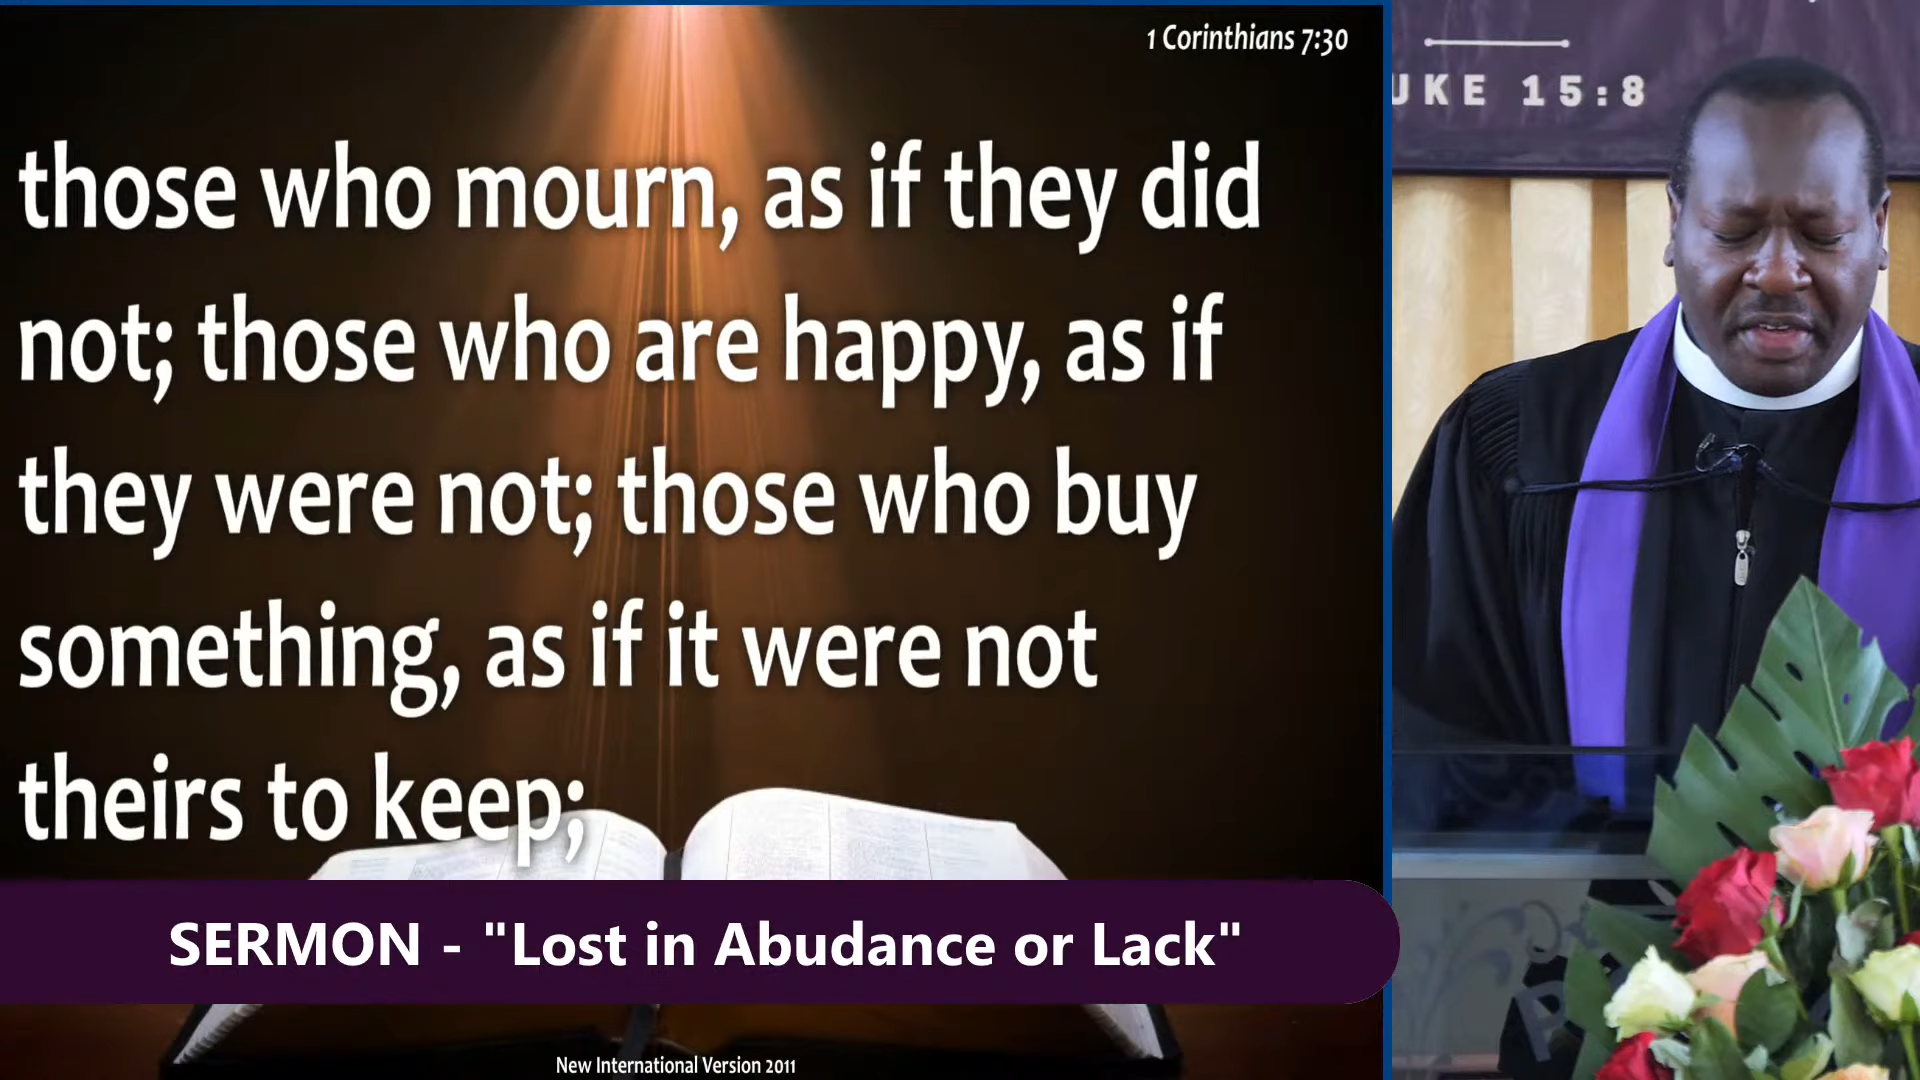 1 Corinthians 7:30
those who mourn, as if they did
not; those who are happy, as if
they were not; those who buy
something, as if it were not
theirs to keep;
SERMON - "Lost in Abudance or Lack"
New International Version 2011
UKE 15:8